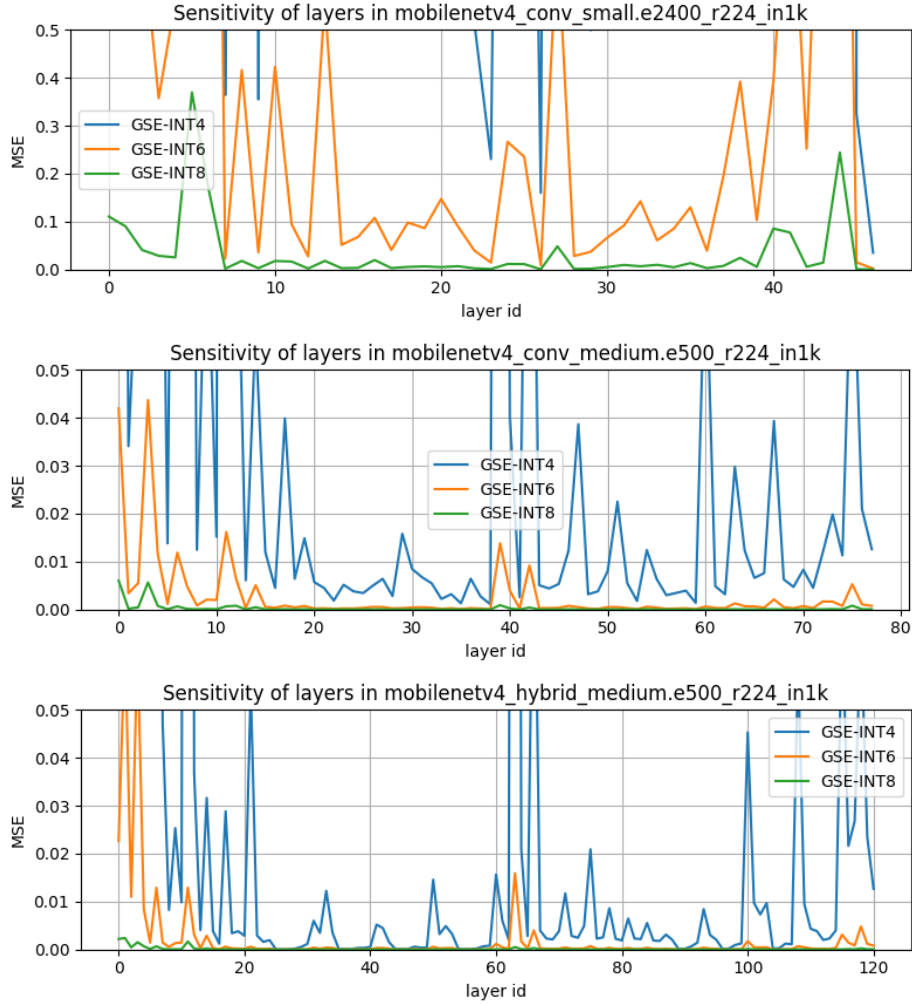 Sensitivity of layers in mobilenetv4_conv_small.e2400_r224_in1k
0.5
0.4
0.3
0.2
0.1
0.0
MSE
GSE-INT4
GSE-INT6
GSE-INT8
0 20 30 40
layer id
Sensitivity of layers in mobilenetv4_conv_medium.e500_r224_in1k
0.05
0.04
0.03
0.02
0.01
0.00
MSE
GSE-INT4
GSE-INT6
GSE-INT8
0 10 20 30 40 50 60 70 80
layer id
Sensitivity of layers in mobilenetv4_hybrid_medium.e500_r224_in1k
0.05
0.04
0.03
0.02
0.01
0.00
MSE
GSE-INT4
GSE-INT6
GSE-INT8
0 20 40 60 80 100 120
layer id